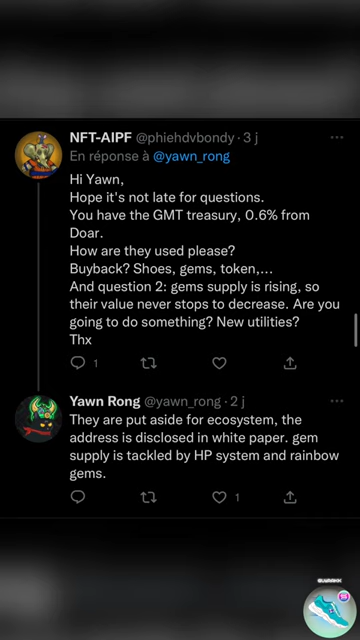 NFT-AIPF @phiehdvbondy · 3 j
En réponse à @yawn_rong
Hi Yawn,
Hope it's not late for questions.
You have the GMT treasury, 0.6% from
Doar.
How are they used please?
Buyback? Shoes, gems, token,...
And question 2: gems supply is rising, so
their value never stops to decrease. Are you
going to do something? New utilities?
Thx
1
Yawn Rong @yawn_rong · 2 j
They are put aside for ecosystem, the
address is disclosed in white paper. gem
supply is tackled by HP system and rainbow
gems.
1